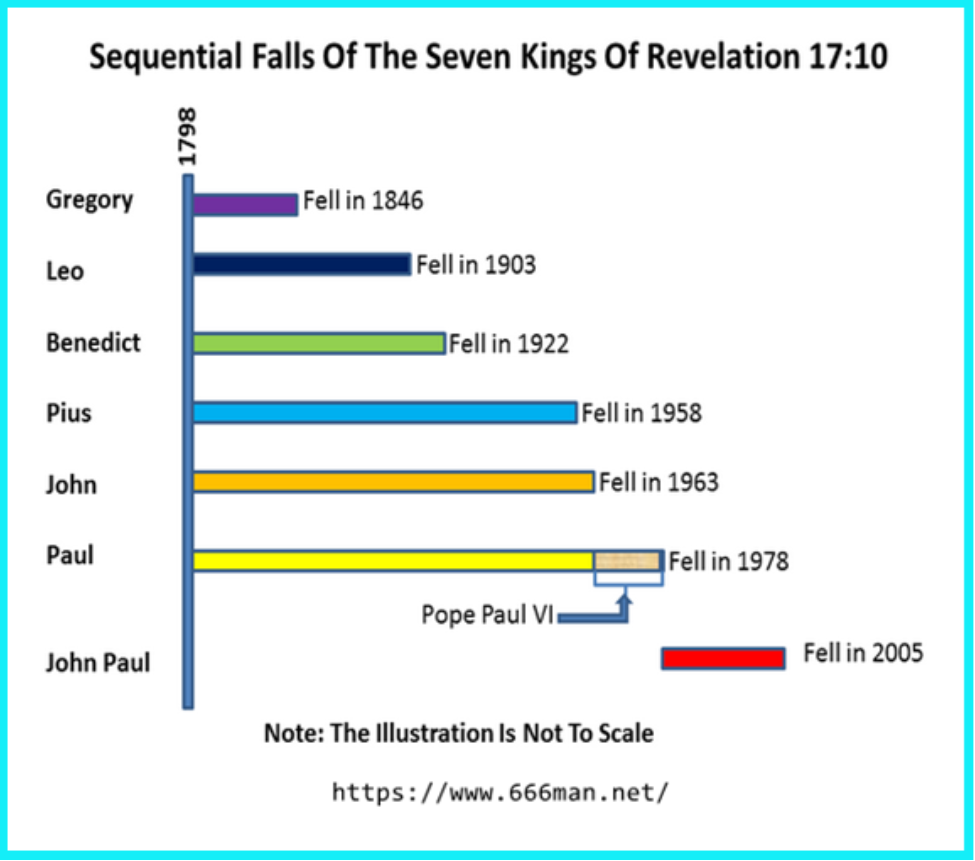 Sequential Falls Of The Seven Kings Of Revelation 17:10
1798
Gregory
Fell in 1846
Leo
Fell in 1903
Benedict
Fell in 1922
Pius
Fell in 1958
John
Fell in 1963
Paul
Fell in 1978
Pope Paul VI
John Paul
Fell in 2005
Note: The Illustration Is Not To Scale
https://www.666man.net/